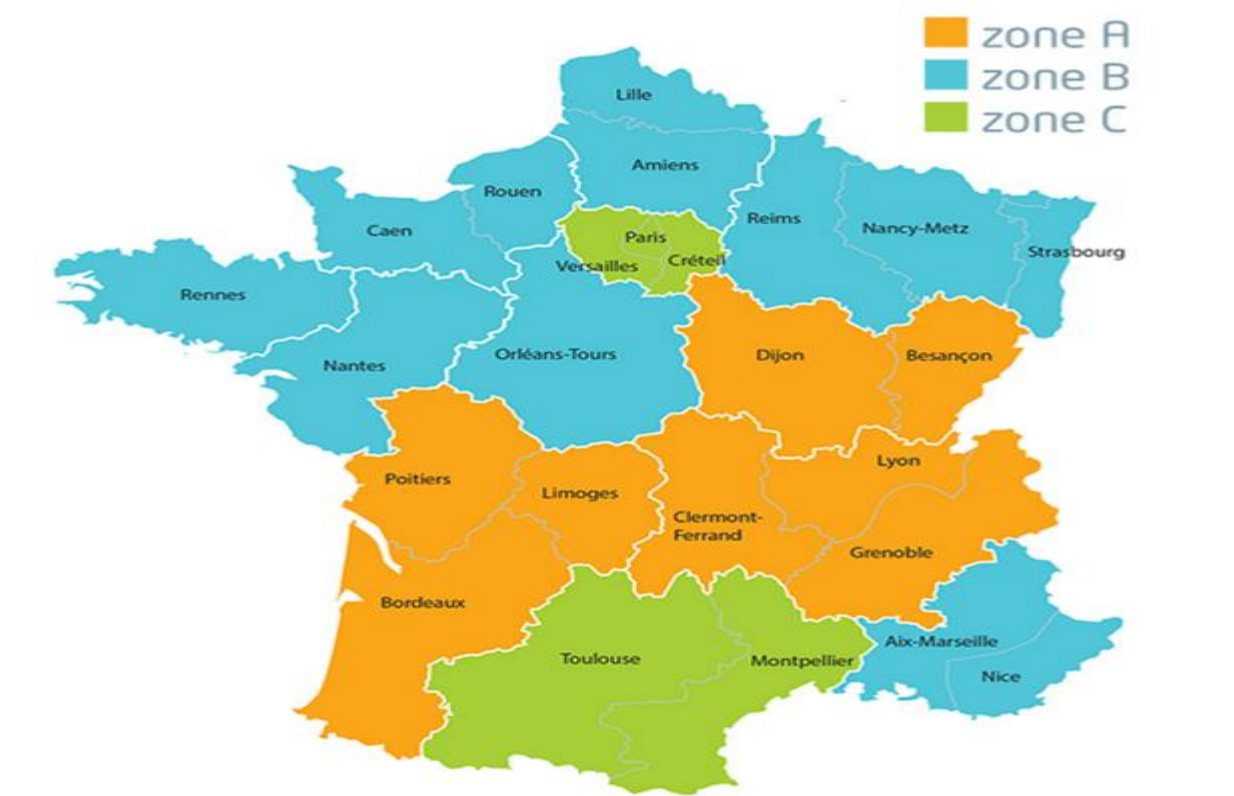 zone A
zone B
zone C
Lille
Amiens
Rouen
Caen
Reims
Nancy-Metz
Strasbourg
Paris
Versailles
Créteil
Rennes
Nantes
Orléans-Tours
Dijon
Besançon
Poitiers
Limoges
Clermont-
Ferrand
Lyon
Grenoble
Bordeaux
Toulouse
Montpellier
Aix-Marseille
Nice